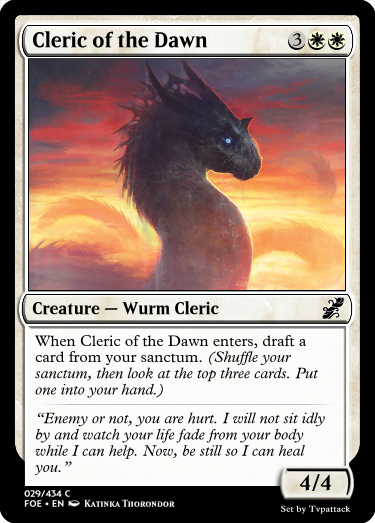 Cleric of the Dawn 3
Creature — Wurm Cleric
When Cleric of the Dawn enters, draft a
card from your sanctum. (Shuffle your
sanctum, then look at the top three cards. Put
one into your hand.)
“Enemy or not, you are hurt. I will not sit idly
by and watch your life fade from your body
while I can help. Now, be still so I can heal
you.”
4/4
029/434 C
FOE • EN Katinka Thorondor
Set by Tvpattack